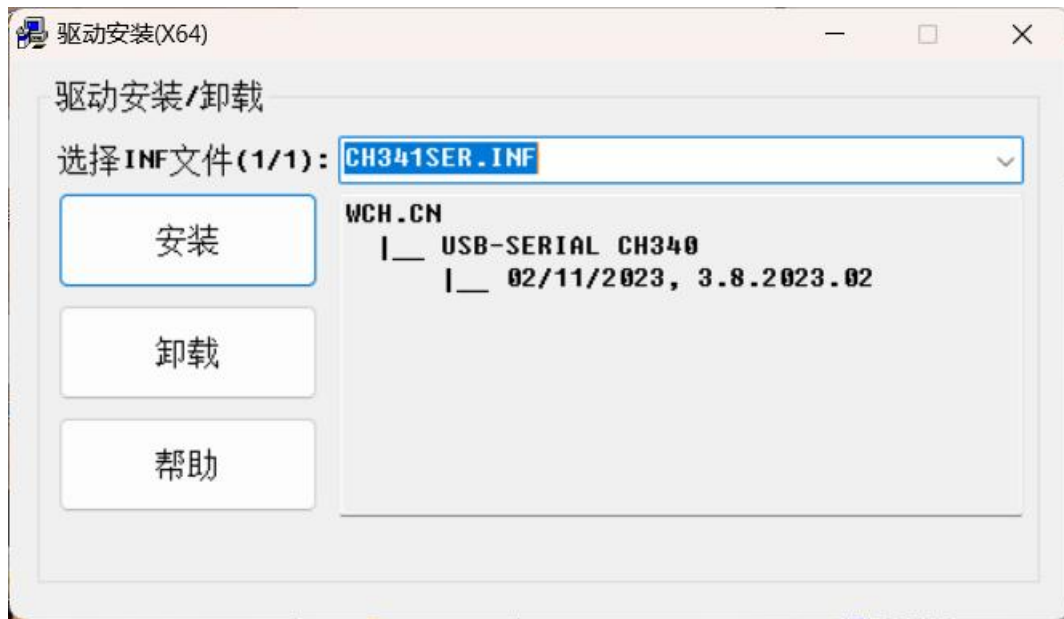 驱动安装(X64)
驱动安装/卸载
选择INF文件(1/1): CH341SER.INF
安装
WCH.CN
|__ USB-SERIAL CH340
|__ 02/11/2023, 3.8.2023.02
卸载
帮助